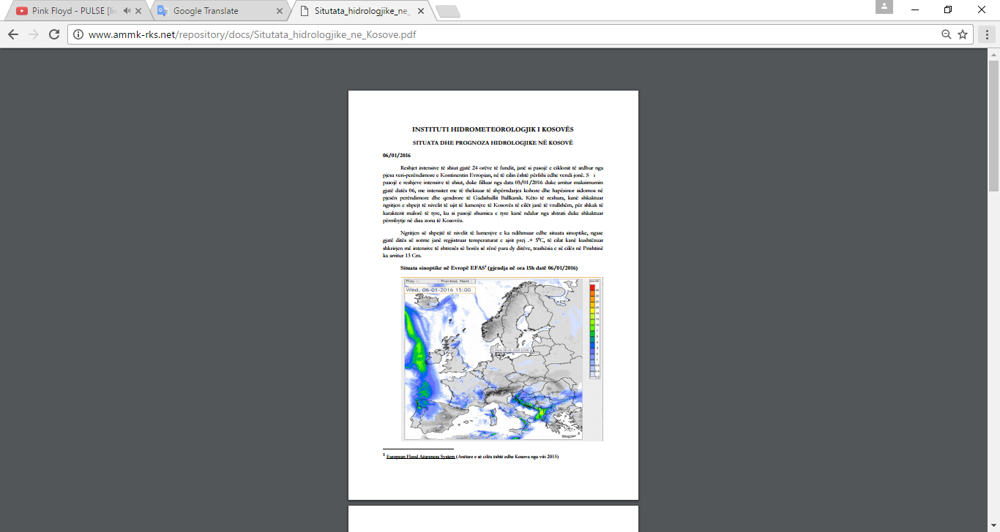 Pink Floyd - PULSE [li
Google Translate
Situtata_hidrologjike_ne_
www.ammk-rks.net/repository/docs/Situtata_hidrologjike_ne_Kosove.pdf
INSTITUTI HIDROMETEOROLOGJIK I KOSOVËS
SITUATA DHE PROGNOZA HIDROLOGJIKE NË KOSOVË
06/01/2016
Reshjet intensive të shiut gjatë 24 orëve të fundit, janë si pasojë e ciklonit të ardhur nga
pjesa veri-perëndimore e Kontinentin Evropian, në të cilin është përfshi edhe vendi jonë. S i
pasojë e reshjeve intensive të shiut, duke filluar nga data 05/01/2016 duke arritur maksimumin
gjatë datës 06, me intensitet me të theksuar të shpërndarjes kohore dhe hapësinor sidomos në
pjesën perëndimore dhe qendrore të Gadishullit Ballkanik. Këto të reshura, kanë shkaktuar
ngritjen e shpejt të nivelit të ujit të lumenjve të Kosovës të cilët janë të vrullshëm, për shkak të
karakterit malorë të tyre, ku si pasojë shumica e tyre kanë ndalur nga shtrati duke shkaktuar
përmbytje në disa zona të Kosovës.
Ngritjen së shpejtë të nivelit të lumenjve e ka ndihmuar edhe situata sinoptike, ngase
gjatë ditës së sotme janë regjistruar temperaturat e ajrit prej .+ 5⁰C, të cilat kanë kushtëzuar
shkrirjen më intensive të shtresës së borës së rënë para dy ditëve, trashësia e së cilës në Prishtinë
ka arritur 13 Cm.
Situata sinoptike në Evropë EFAS¹ (gjendja në ora 15h datë 06/01/2016)
Play -- - Previous Next -
Wed, 06-01-2016 15:00
Wed, 06-01-2016 15:00
¹ European Flood Aëareness System (Anëtare e së cilës është edhe Kosova nga viti 2015)